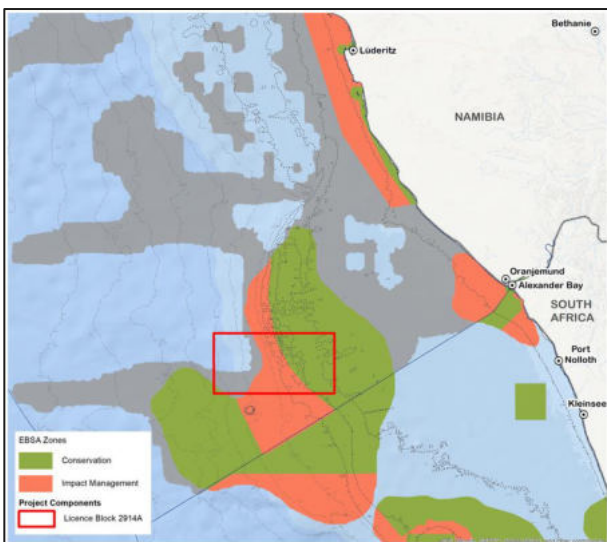 Bethanie
Lüderitz
NAMIBIA
Oranjemund
Alexander Bay
SOUTH
AFRICA
Port
Nolloth
Kleinsee
EBSA Zones
Conservation
Impact Management
Project Components
Licence Block 2914A